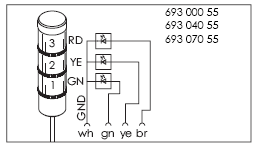 693 000 55
693 040 55
693 070 55
3 RD
2 YE
1 GN
GND
wh gn ye br